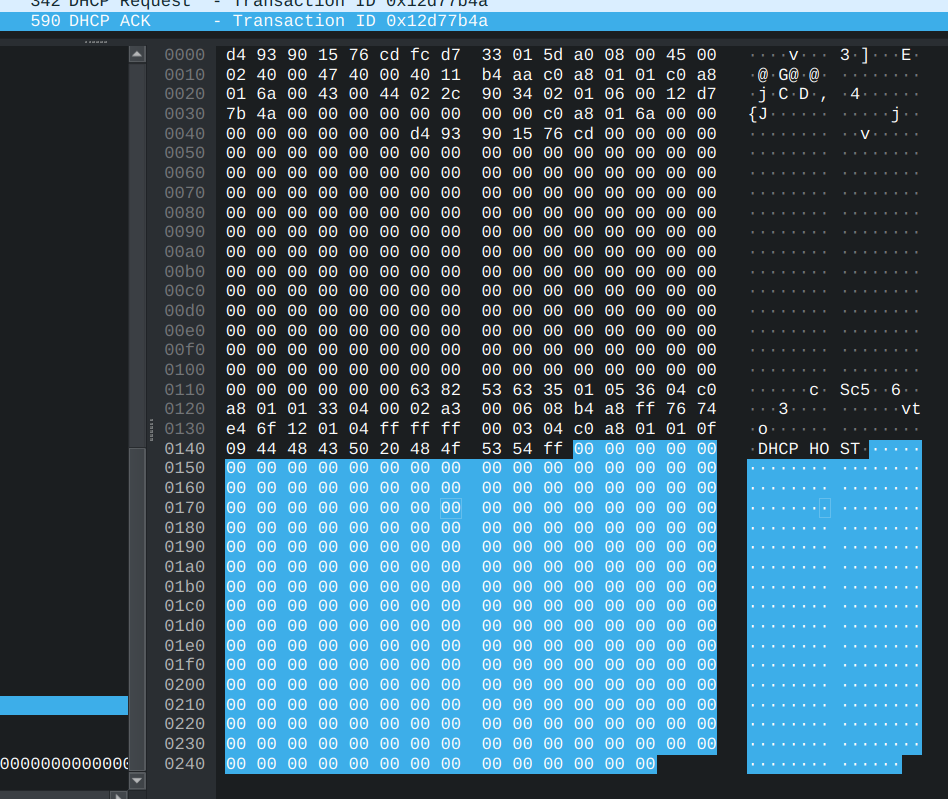 342 DHCP Request - Transaction ID 0x12d77b4a
590 DHCP ACK - Transaction ID 0x12d77b4a
0000 d4 93 90 15 76 cd fc d7 33 01 5d a0 08 00 45 00 ····v··· 3·]···E·
0010 02 40 00 47 40 00 40 11 b4 aa c0 a8 01 01 c0 a8 ·@·G@·@· ········
0020 01 6a 00 43 00 44 02 2c 90 34 02 01 06 00 12 d7 ·j·C·D·, ·4······
0030 7b 4a 00 00 00 00 00 00 00 00 c0 a8 01 6a 00 00 {J······ ·····j··
0040 00 00 00 00 00 00 d4 93 90 15 76 cd 00 00 00 00 ········ ··v·····
0050 00 00 00 00 00 00 00 00 00 00 00 00 00 00 00 00 ········ ········
0060 00 00 00 00 00 00 00 00 00 00 00 00 00 00 00 00 ········ ········
0070 00 00 00 00 00 00 00 00 00 00 00 00 00 00 00 00 ········ ········
0080 00 00 00 00 00 00 00 00 00 00 00 00 00 00 00 00 ········ ········
0090 00 00 00 00 00 00 00 00 00 00 00 00 00 00 00 00 ········ ········
00a0 00 00 00 00 00 00 00 00 00 00 00 00 00 00 00 00 ········ ········
00b0 00 00 00 00 00 00 00 00 00 00 00 00 00 00 00 00 ········ ········
00c0 00 00 00 00 00 00 00 00 00 00 00 00 00 00 00 00 ········ ········
00d0 00 00 00 00 00 00 00 00 00 00 00 00 00 00 00 00 ········ ········
00e0 00 00 00 00 00 00 00 00 00 00 00 00 00 00 00 00 ········ ········
00f0 00 00 00 00 00 00 00 00 00 00 00 00 00 00 00 00 ········ ········
0100 00 00 00 00 00 00 00 00 00 00 00 00 00 00 00 00 ········ ········
0110 00 00 00 00 00 00 63 82 53 63 35 01 05 36 04 c0 ······c· Sc5··6··
0120 a8 01 01 33 04 00 02 a3 00 06 08 b4 a8 ff 76 74 ···3···· ······vt
0130 e4 6f 12 01 04 ff ff ff 00 03 04 c0 a8 01 01 0f ·o······ ········
0140 09 44 48 43 50 20 48 4f 53 54 ff 00 00 00 00 00 ·DHCP HO ST······
0150 00 00 00 00 00 00 00 00 00 00 00 00 00 00 00 00 ········ ········
0160 00 00 00 00 00 00 00 00 00 00 00 00 00 00 00 00 ········ ········
0170 00 00 00 00 00 00 00 00 00 00 00 00 00 00 00 00 ········ ········
0180 00 00 00 00 00 00 00 00 00 00 00 00 00 00 00 00 ········ ········
0190 00 00 00 00 00 00 00 00 00 00 00 00 00 00 00 00 ········ ········
01a0 00 00 00 00 00 00 00 00 00 00 00 00 00 00 00 00 ········ ········
01b0 00 00 00 00 00 00 00 00 00 00 00 00 00 00 00 00 ········ ········
01c0 00 00 00 00 00 00 00 00 00 00 00 00 00 00 00 00 ········ ········
01d0 00 00 00 00 00 00 00 00 00 00 00 00 00 00 00 00 ········ ········
01e0 00 00 00 00 00 00 00 00 00 00 00 00 00 00 00 00 ········ ········
01f0 00 00 00 00 00 00 00 00 00 00 00 00 00 00 00 00 ········ ········
0200 00 00 00 00 00 00 00 00 00 00 00 00 00 00 00 00 ········ ········
0210 00 00 00 00 00 00 00 00 00 00 00 00 00 00 00 00 ········ ········
0220 00 00 00 00 00 00 00 00 00 00 00 00 00 00 00 00 ········ ········
0230 00 00 00 00 00 00 00 00 00 00 00 00 00 00 00 00 ········ ········
0000000000000 0240 00 00 00 00 00 00 00 00 00 00 00 00 00 00 ········ ······